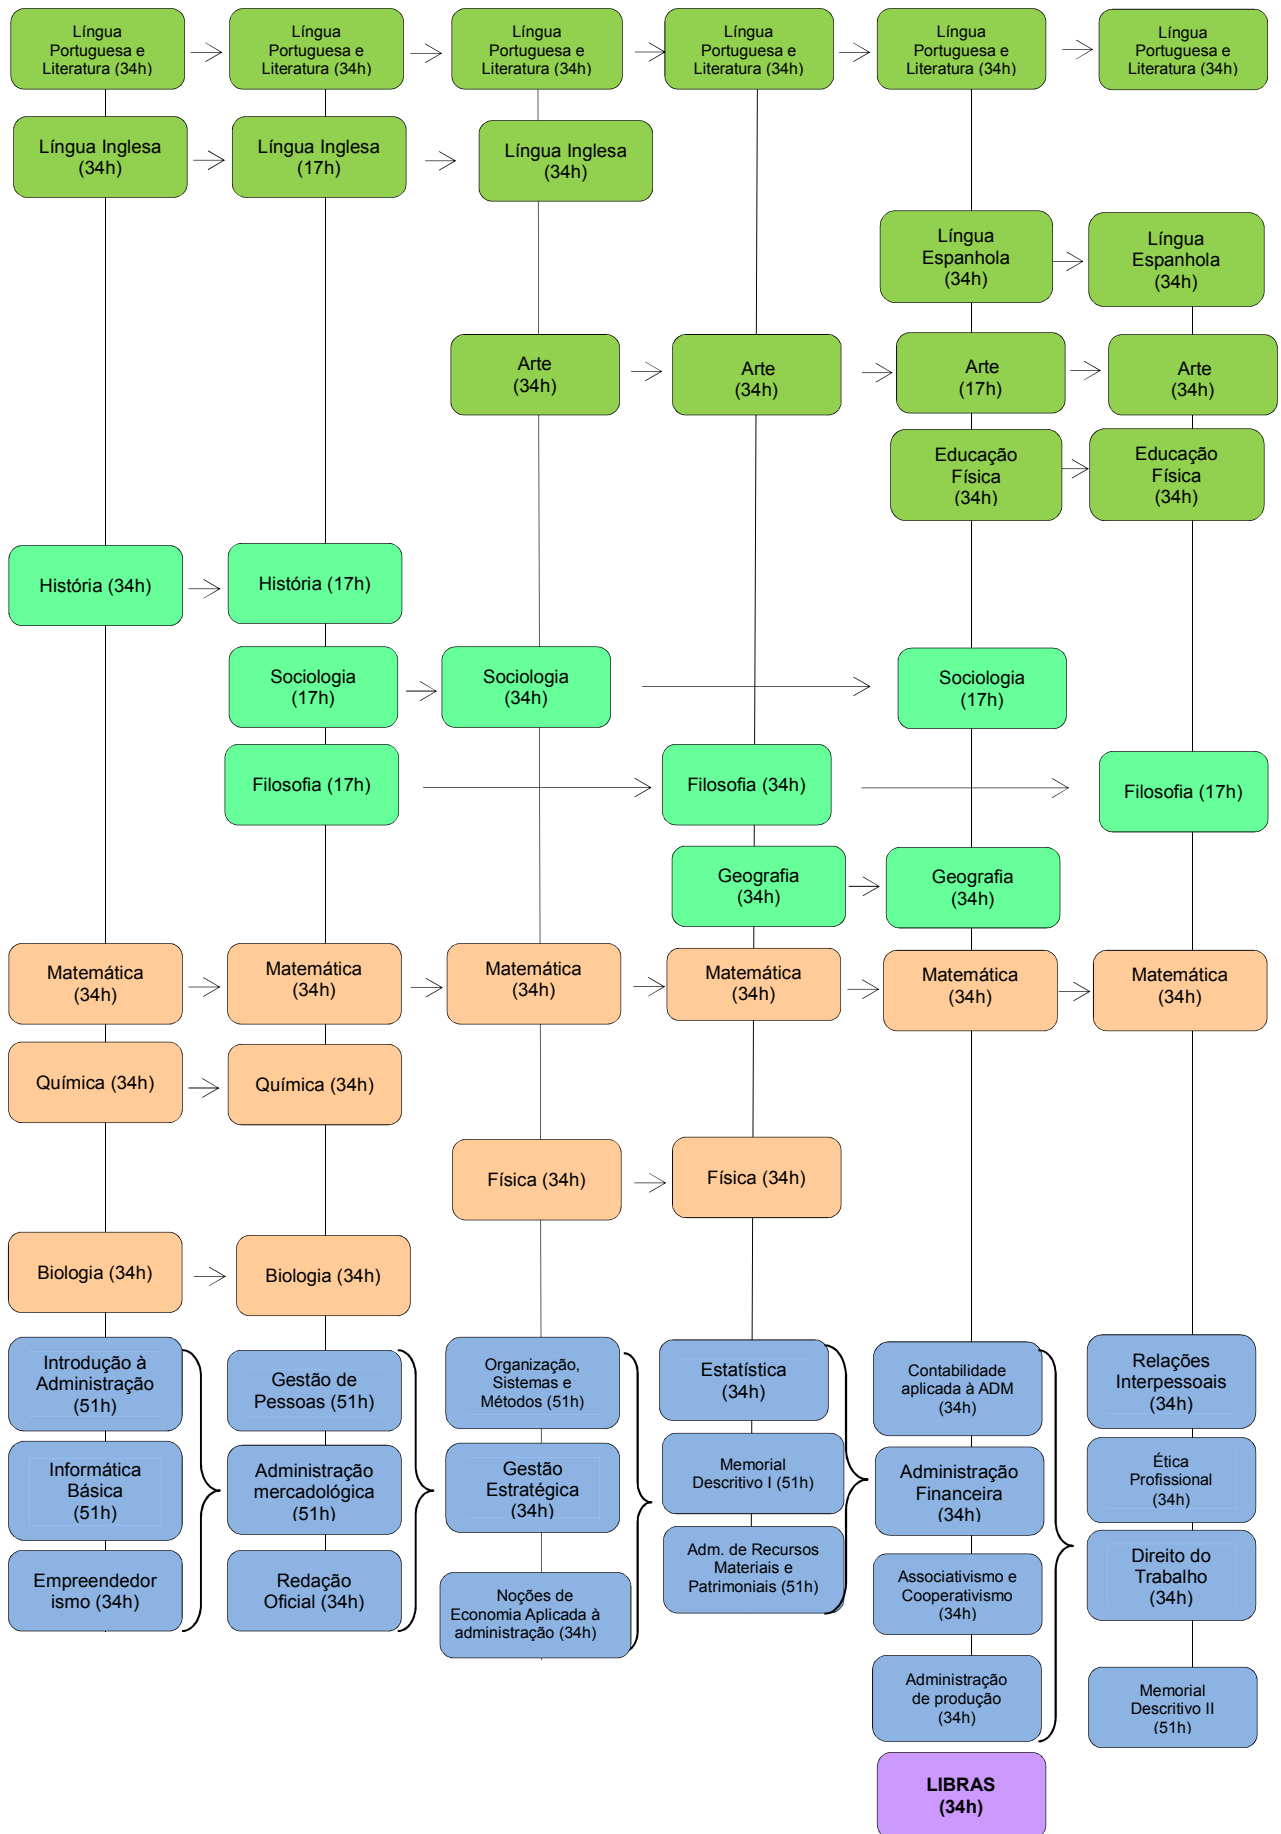 Língua
Portuguesa e
Literatura (34h)
Língua
Portuguesa e
Literatura (34h)
Língua
Portuguesa e
Literatura (34h)
Língua
Portuguesa e
Literatura (34h)
Língua
Portuguesa e
Literatura (34h)
Língua
Portuguesa e
Literatura (34h)
Língua Inglesa
(34h)
Língua Inglesa
(17h)
Língua Inglesa
(34h)
Língua
Espanhola
(34h)
Língua
Espanhola
(34h)
Arte
(34h)
Arte
(34h)
Arte
(17h)
Arte
(34h)
Educação
Física
(34h)
Educação
Física
(34h)
História (34h)
História (17h)
Sociologia
(17h)
Sociologia
(34h)
Sociologia
(17h)
Filosofia (17h)
Filosofia (34h)
Filosofia (17h)
Geografia
(34h)
Geografia
(34h)
Matemática
(34h)
Matemática
(34h)
Matemática
(34h)
Matemática
(34h)
Matemática
(34h)
Matemática
(34h)
Química (34h)
Química (34h)
Física (34h)
Física (34h)
Biologia (34h)
Biologia (34h)
Introdução à
Administração
(51h)
Gestão de
Pessoas (51h)
Organização,
Sistemas e
Métodos (51h)
Estatística
(34h)
Contabilidade
aplicada à ADM
(34h)
Relações
Interpessoais
(34h)
Informática
Básica
(51h)
Administração
mercadológica
(51h)
Gestão
Estratégica
(34h)
Memorial
Descritivo I (51h)
Administração
Financeira
(34h)
Ética
Profissional
(34h)
Empreendedor
ismo (34h)
Redação
Oficial (34h)
Noções de
Economia Aplicada à
administração (34h)
Adm. de Recursos
Materiais e
Patrimoniais (51h)
Associativismo e
Cooperativismo
(34h)
Direito do
Trabalho
(34h)
Administração
de produção
(34h)
Memorial
Descritivo II
(51h)
LIBRAS
(34h)